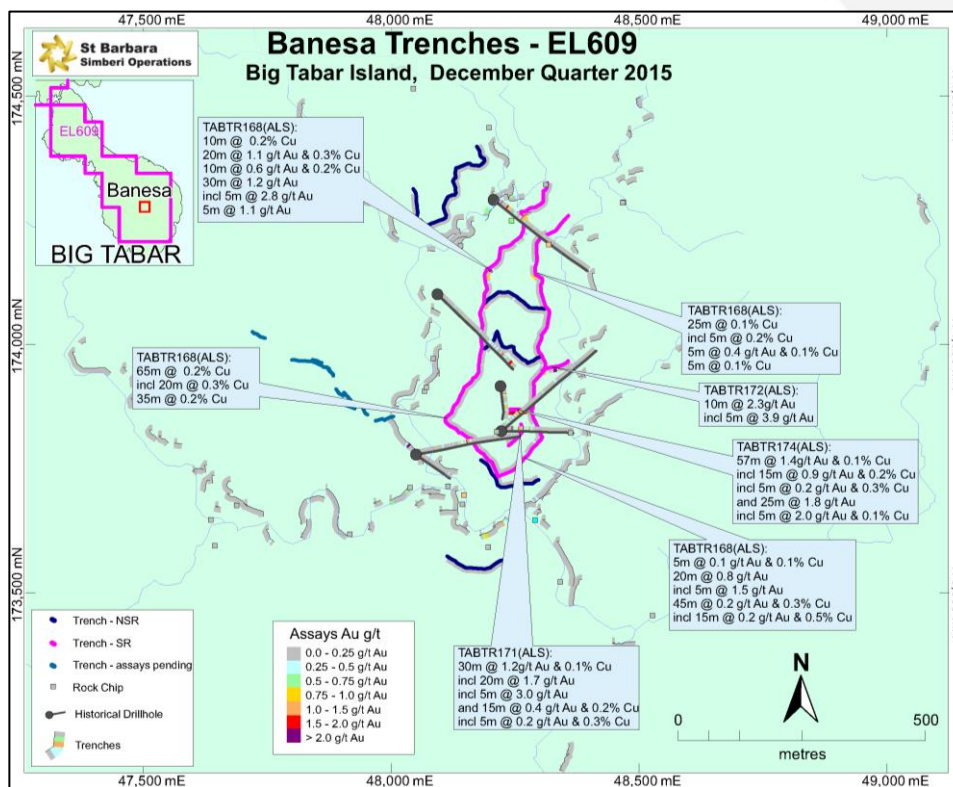 47,500 mE
48,000 mE
48,500 mE
49,000 mE
Banesa Trenches - EL609
Big Tabar Island, December Quarter 2015
St Barbara
Simberi Operations
EL609
Banesa
BIG TABAR
174,500 mN
174,000 mN
173,500 mN
TABTR168(ALS):
10m @ 0.2% Cu
20m @ 1.1 g/t Au & 0.3% Cu
10m @ 0.6 g/t Au & 0.2% Cu
30m @ 1.2 g/t Au
incl 5m @ 2.8 g/t Au
5m @ 1.1 g/t Au
TABTR168(ALS):
25m @ 0.1% Cu
incl 5m @ 0.2% Cu
5m @ 0.4 g/t Au & 0.1% Cu
5m @ 0.1% Cu
TABTR168(ALS):
65m @ 0.2% Cu
incl 20m @ 0.3% Cu
35m @ 0.2% Cu
TABTR172(ALS):
10m @ 2.3g/t Au
incl 5m @ 3.9 g/t Au
TABTR174(ALS):
57m @ 1.4g/t Au & 0.1% Cu
incl 15m @ 0.9 g/t Au & 0.2% Cu
incl 5m @ 0.2 g/t Au & 0.3% Cu
and 25m @ 1.8 g/t Au
incl 5m @ 2.0 g/t Au & 0.1% Cu
TABTR168(ALS):
5m @ 0.1 g/t Au & 0.1% Cu
20m @ 0.8 g/t Au
incl 5m @ 1.5 g/t Au
45m @ 0.2 g/t Au & 0.3% Cu
incl 15m @ 0.2 g/t Au & 0.5% Cu
TABTR171(ALS):
30m @ 1.2g/t Au & 0.1% Cu
incl 20m @ 1.7 g/t Au
incl 5m @ 3.0 g/t Au
and 15m @ 0.4 g/t Au & 0.2% Cu
incl 5m @ 0.2 g/t Au & 0.3% Cu
Trench - NSR
Trench - SR
Trench - assays pending
Rock Chip
Historical Drillhole
Trenches
Assays Au g/t
0.0 - 0.25 g/t Au
0.25 - 0.5 g/t Au
0.5 - 0.75 g/t Au
0.75 - 1.0 g/t Au
1.0 - 1.5 g/t Au
1.5 - 2.0 g/t Au
> 2.0 g/t Au
N
0
500
metres
47,500 mE
48,000 mE
48,500 mE
49,000 mE